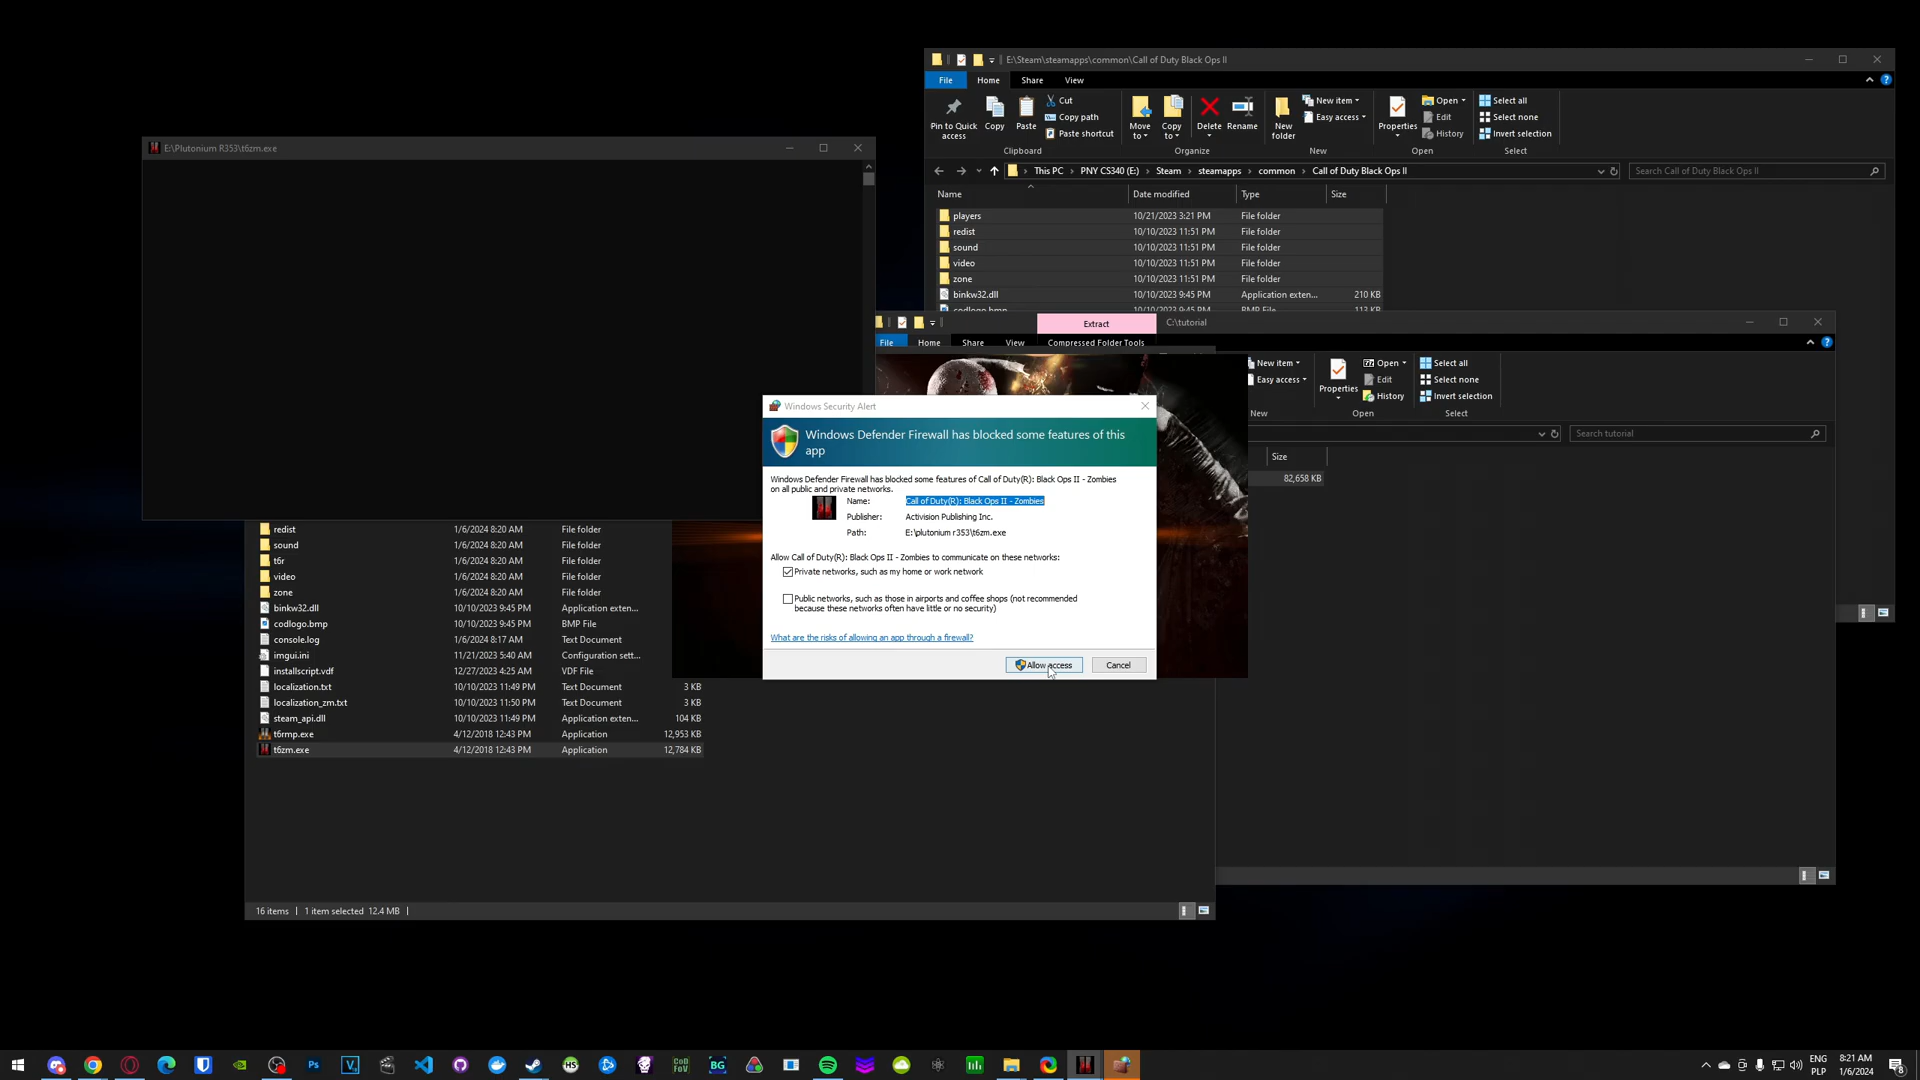 E:\Steam\steamapps\common\Call of Duty Black Ops II
File Home Share View
Pin to Quick access
Copy
Paste
Cut
Copy path
Paste shortcut
Move to
Copy to
Delete
Rename
New folder
New item
Easy access
Properties
Open
Edit
History
Select all
Select none
Invert selection
Clipboard Organize New Open Select
This PC > PNY CS340 (E:) > Steam > steamapps > common > Call of Duty Black Ops II
Search Call of Duty Black Ops II
Name Date modified Type Size
players 10/21/2023 3:21 PM File folder
redist 10/10/2023 11:51 PM File folder
sound 10/10/2023 11:51 PM File folder
video 10/10/2023 11:51 PM File folder
zone 10/10/2023 11:51 PM File folder
binkw32.dll 10/10/2023 9:45 PM Application exten... 210 KB
codlogo.bmp 10/10/2023 9:45 PM BMP File 113 KB
E:\Plutonium R353\t6zm.exe
Extract C:\tutorial
File Home Share View Compressed Folder Tools
New item
Easy access
Properties
Open
Edit
History
Select all
Select none
Invert selection
New Open Select
Search tutorial
Size
82,658 KB
Windows Security Alert
Windows Defender Firewall has blocked some features of this
app
Windows Defender Firewall has blocked some features of Call of Duty(R): Black Ops II - Zombies
on all public and private networks.
Name: Call of Duty(R): Black Ops II - Zombies
Publisher: Activision Publishing Inc.
Path: E:\plutonium r353\t6zm.exe
Allow Call of Duty(R): Black Ops II - Zombies to communicate on these networks:
Private networks, such as my home or work network
Public networks, such as those in airports and coffee shops (not recommended
because these networks often have little or no security)
What are the risks of allowing an app through a firewall?
Allow access Cancel
redist 1/6/2024 8:20 AM File folder
sound 1/6/2024 8:20 AM File folder
t6r 1/6/2024 8:20 AM File folder
video 1/6/2024 8:20 AM File folder
zone 1/6/2024 8:20 AM File folder
binkw32.dll 10/10/2023 9:45 PM Application exten...
codlogo.bmp 10/10/2023 9:45 PM BMP File
console.log 1/6/2024 8:17 AM Text Document
imgui.ini 11/21/2023 5:40 AM Configuration sett...
installscript.vdf 12/27/2023 4:25 AM VDF File
localization.txt 10/10/2023 11:49 PM Text Document 3 KB
localization_zm.txt 10/10/2023 11:50 PM Text Document 3 KB
steam_api.dll 10/10/2023 11:49 PM Application exten... 104 KB
t6rmp.exe 4/12/2018 12:43 PM Application 12,953 KB
t6zm.exe 4/12/2018 12:43 PM Application 12,784 KB
16 items 1 item selected 12.4 MB
Ps
V
HS
CoD
FoV
BG
ENG
PLP
8:21 AM
1/6/2024
8